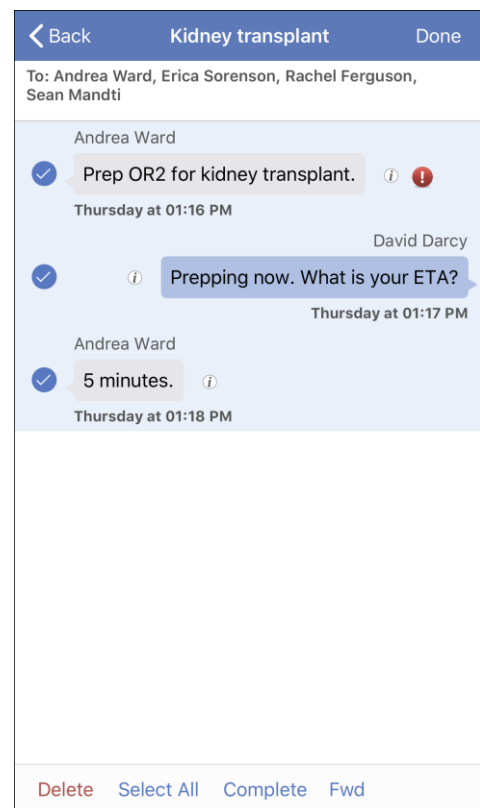 Back Kidney transplant Done
To: Andrea Ward, Erica Sorenson, Rachel Ferguson,
Sean Mandti
Andrea Ward
Prep OR2 for kidney transplant.
Thursday at 01:16 PM
David Darcy
Prepping now. What is your ETA?
Thursday at 01:17 PM
Andrea Ward
5 minutes.
Thursday at 01:18 PM
Delete Select All Complete Fwd